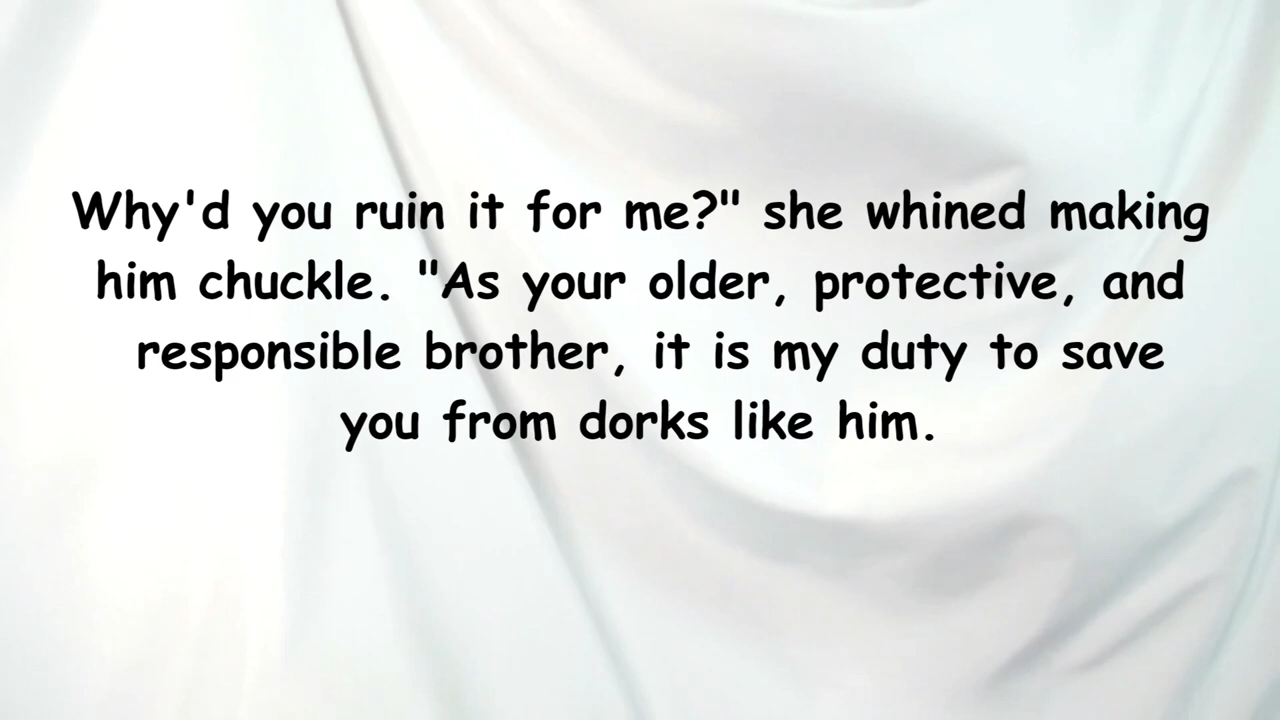 Why'd you ruin it for me?" she whined making
him chuckle. "As your older, protective, and
responsible brother, it is my duty to save
you from dorks like him.